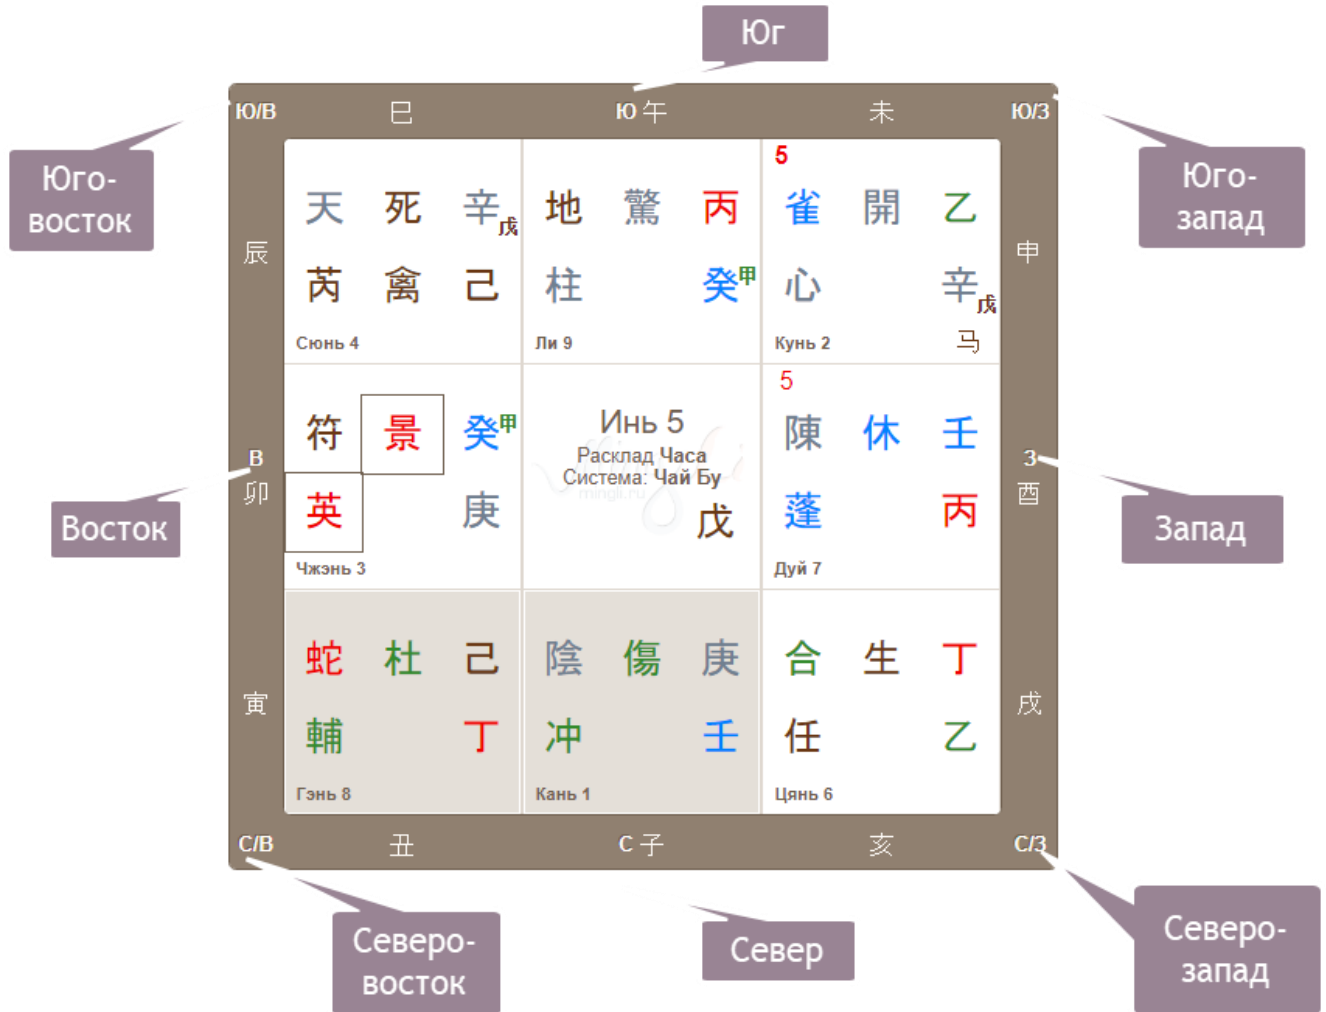 Юг
Ю/В 巳 Ю 午 未 Ю/З
Юго-
восток
Юго-
запад
辰
申
天 死 辛戊
芮 禽 己
Сюнь 4
地 驚 丙
柱 癸甲
Ли 9
5
雀 開 乙
心 辛戊
Кунь 2 马
В
卯
Восток
З
酉
Запад
符 景 癸甲
英 庚
Чжэнь 3
Инь 5
Расклад Часа
Система: Чай Бу
mingli.ru
戊
5
陳 休 壬
蓬 丙
Дуй 7
寅
戌
蛇 杜 己
輔 丁
Гэнь 8
陰 傷 庚
冲 壬
Кань 1
合 生 丁
任 乙
Цянь 6
С/В 丑 С 子 亥 С/З
Северо-
восток
Север
Северо-
запад